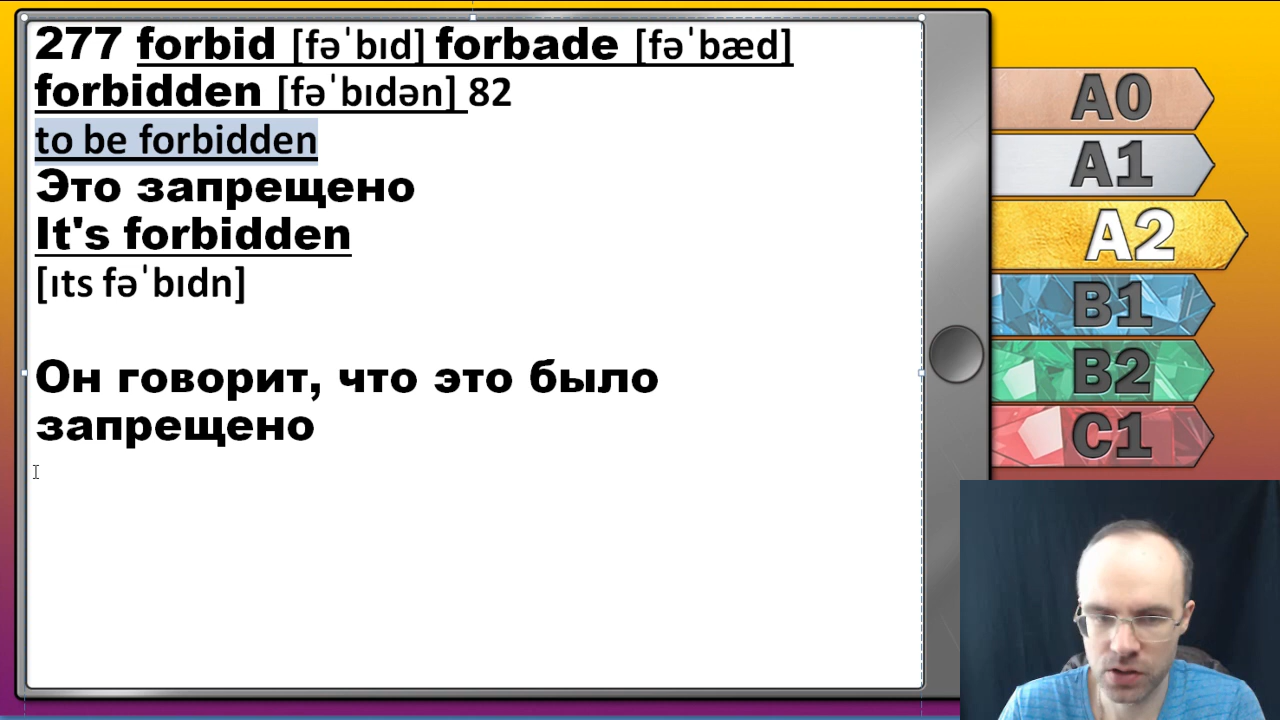 277 forbid [fəˈbɪd] forbade [fəˈbæd]
forbidden [fəˈbɪdən] 82
to be forbidden
Это запрещено
It's forbidden
[ɪts fəˈbɪdn]
Он говорит, что это было
запрещено
A0
A1
A2
B1
B2
C1